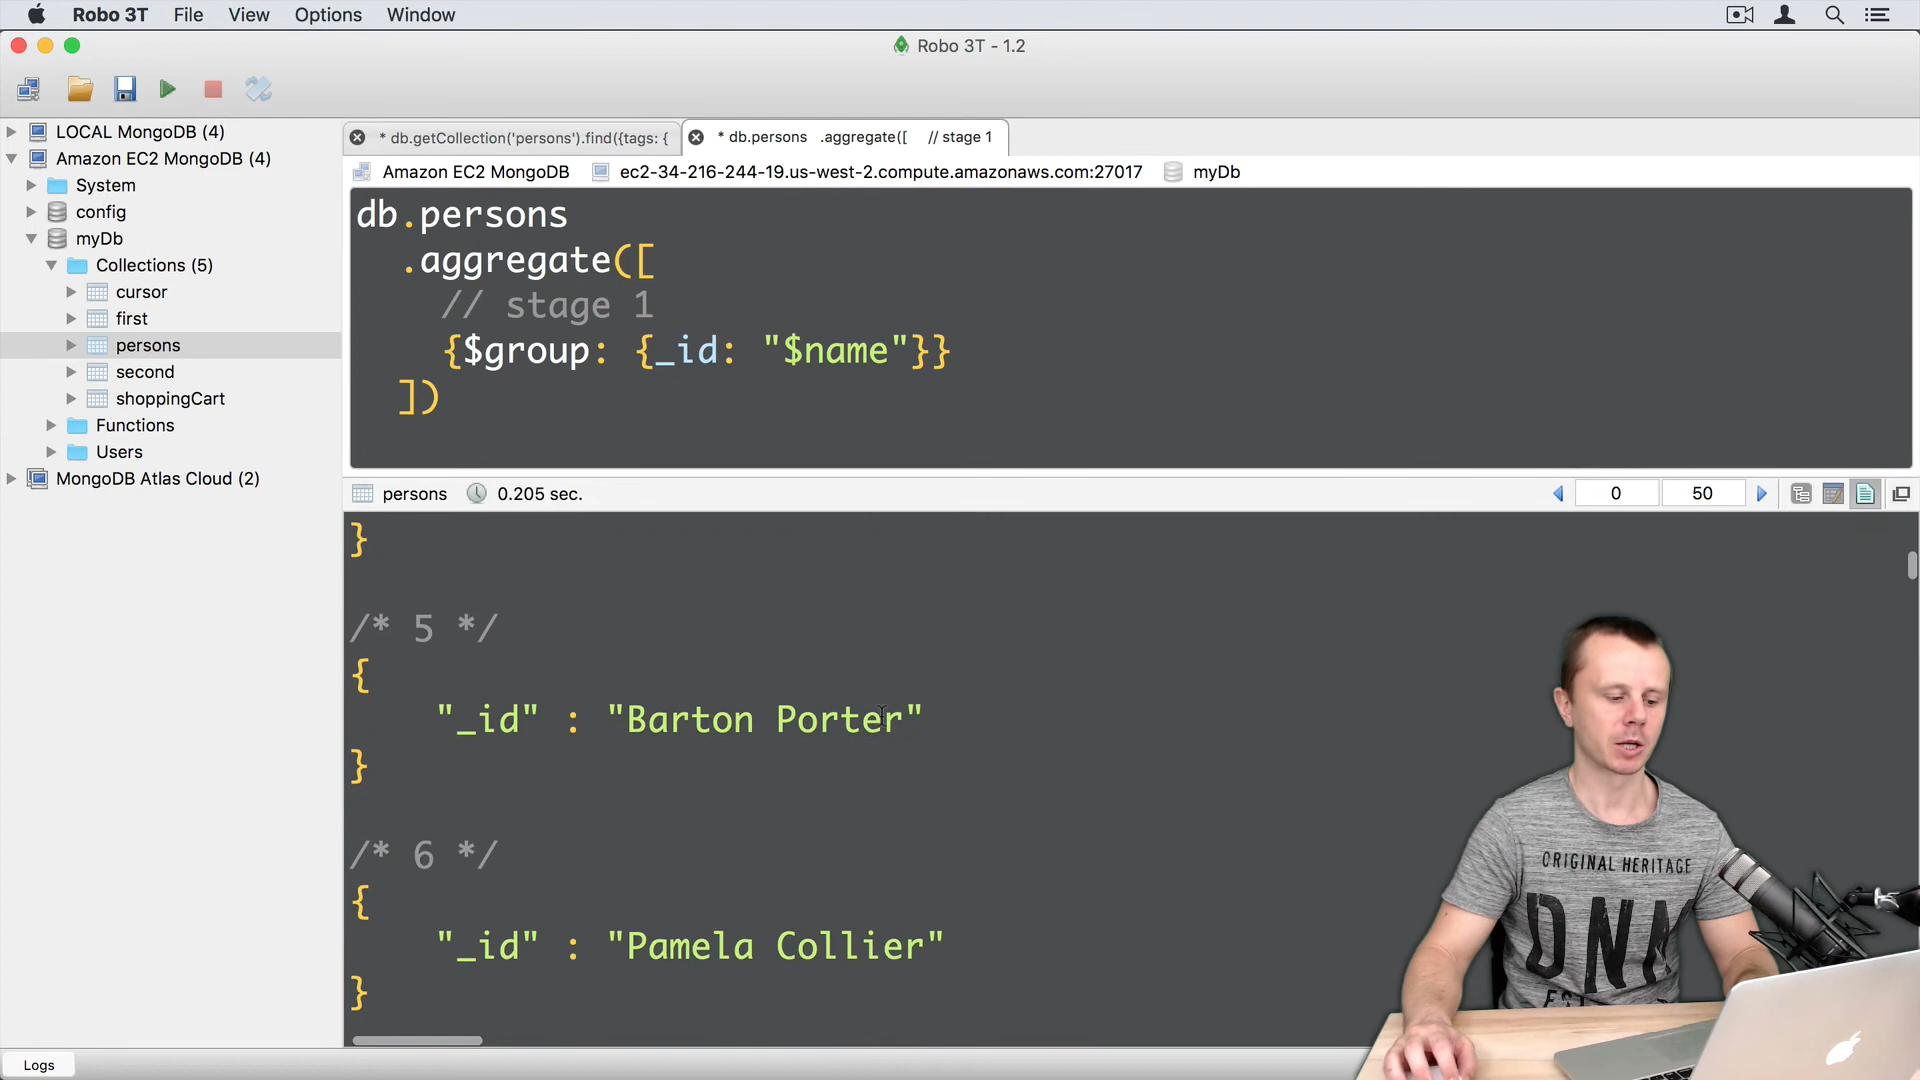 Robo 3T File View Options Window
Robo 3T - 1.2
LOCAL MongoDB (4)
Amazon EC2 MongoDB (4)
System
config
myDb
Collections (5)
cursor
first
persons
second
shoppingCart
Functions
Users
MongoDB Atlas Cloud (2)
* db.getCollection('persons').find({tags: {
* db.persons .aggregate([ // stage 1
Amazon EC2 MongoDB ec2-34-216-244-19.us-west-2.compute.amazonaws.com:27017 myDb
db.persons
.aggregate([
// stage 1
{$group: {_id: "$name"}}
])
persons 0.205 sec. 0 50
}
/* 5 */
{
"_id" : "Barton Porter"
}
/* 6 */
{
"_id" : "Pamela Collier"
}
Logs
ORIGINAL HERITAGE
DNM